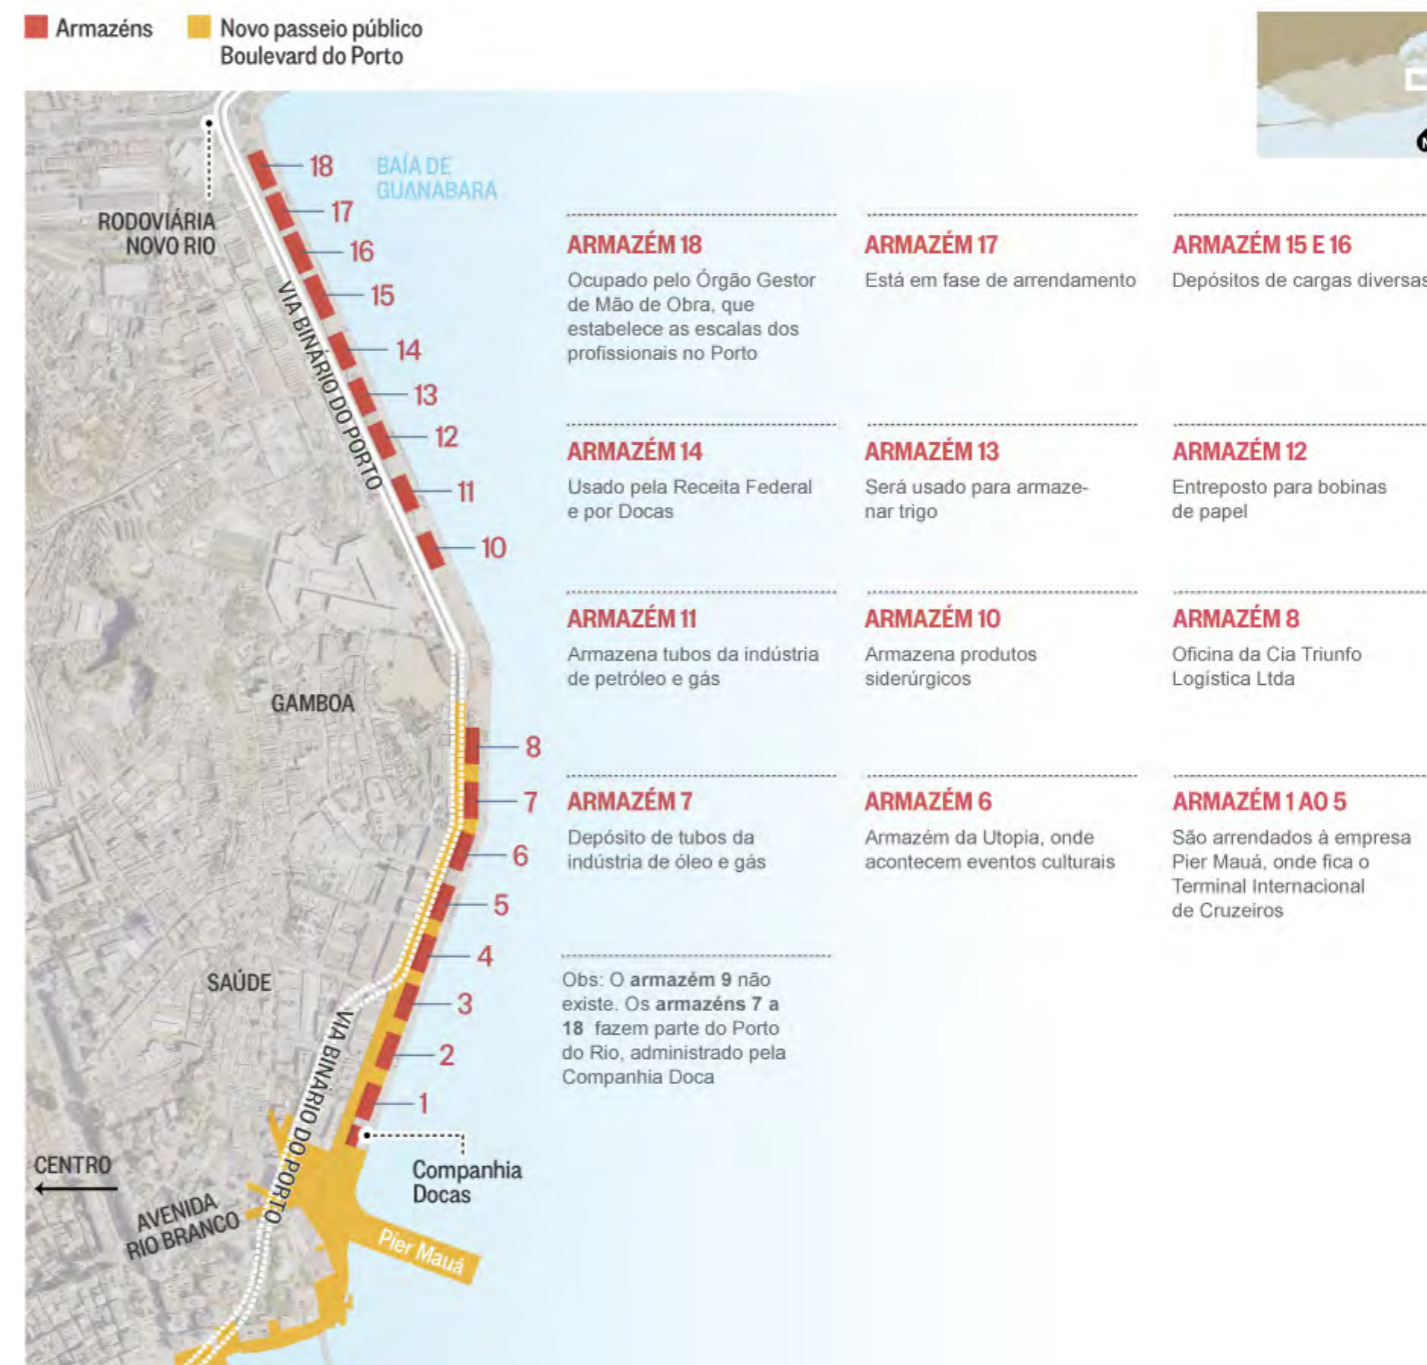 Armazéns
Novo passeio público
Boulevard do Porto
18
17
16
15
14
13
12
11
10
8
7
6
5
4
3
2
1
BAÍA DE
GUANABARA
RODOVIÁRIA
NOVO RIO
VIA BINÁRIO DO PORTO
GAMBOA
SAÚDE
VIA BINÁRIO DO PORTO
CENTRO
AVENIDA
RIO BRANCO
Companhia
Docas
Pier Mauá
N
ARMAZÉM 18
Ocupado pelo Órgão Gestor
de Mão de Obra, que
estabelece as escalas dos
profissionais no Porto
ARMAZÉM 17
Está em fase de arrendamento
ARMAZÉM 15 E 16
Depósitos de cargas diversas
ARMAZÉM 14
Usado pela Receita Federal
e por Docas
ARMAZÉM 13
Será usado para armaze-
nar trigo
ARMAZÉM 12
Entreposto para bobinas
de papel
ARMAZÉM 11
Armazena tubos da indústria
de petróleo e gás
ARMAZÉM 10
Armazena produtos
siderúrgicos
ARMAZÉM 8
Oficina da Cia Triunfo
Logística Ltda
ARMAZÉM 7
Depósito de tubos da
indústria de óleo e gás
ARMAZÉM 6
Armazém da Utopia, onde
acontecem eventos culturais
ARMAZÉM 1 AO 5
São arrendados à empresa
Pier Mauá, onde fica o
Terminal Internacional
de Cruzeiros
Obs: O armazém 9 não
existe. Os armazéns 7 a
18 fazem parte do Porto
do Rio, administrado pela
Companhia Doca